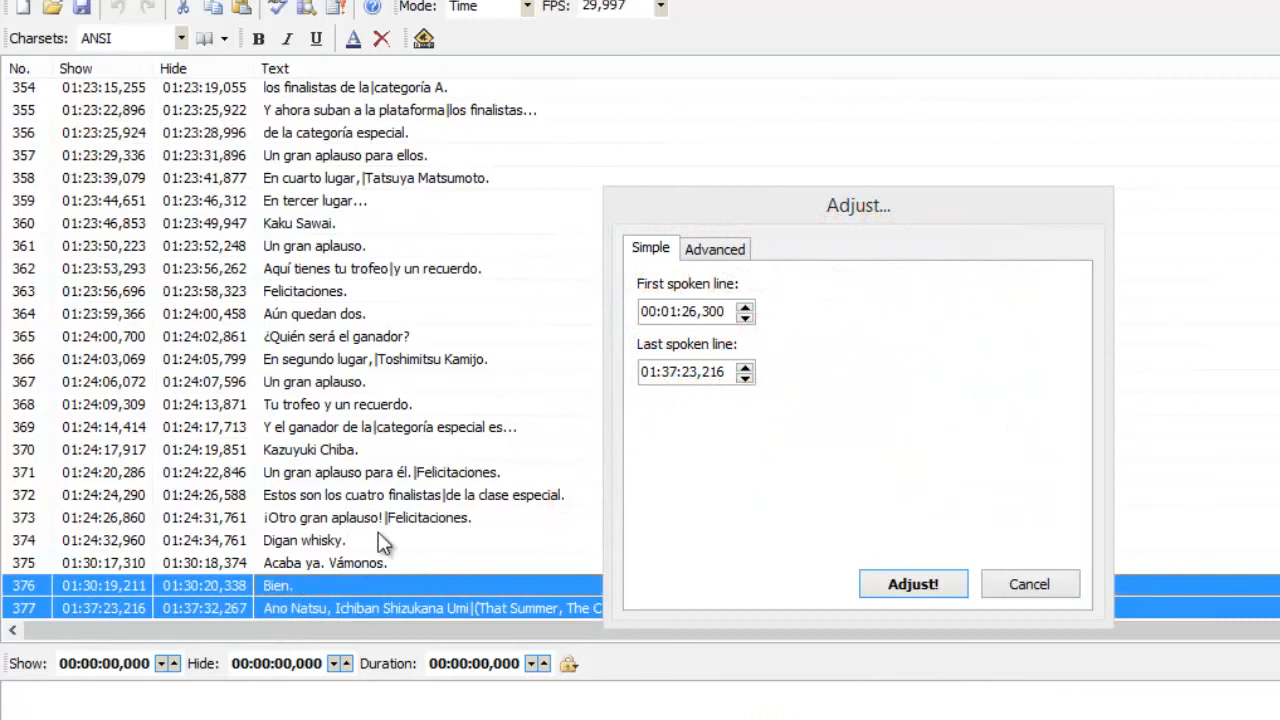 Mode: Time FPS: 29,997
Charsets: ANSI B I U A
No. Show Hide Text
354 01:23:15,255 01:23:19,055 los finalistas de la|categoría A.
355 01:23:22,896 01:23:25,922 Y ahora suban a la plataforma|los finalistas...
356 01:23:25,924 01:23:28,996 de la categoría especial.
357 01:23:29,336 01:23:31,896 Un gran aplauso para ellos.
358 01:23:39,079 01:23:41,877 En cuarto lugar,|Tatsuya Matsumoto.
359 01:23:44,651 01:23:46,312 En tercer lugar...
360 01:23:46,853 01:23:49,947 Kaku Sawai.
361 01:23:50,223 01:23:52,248 Un gran aplauso.
362 01:23:53,293 01:23:56,262 Aquí tienes tu trofeo|y un recuerdo.
363 01:23:56,696 01:23:58,323 Felicitaciones.
364 01:23:59,366 01:24:00,458 Aún quedan dos.
365 01:24:00,700 01:24:02,861 ¿Quién será el ganador?
366 01:24:03,069 01:24:05,799 En segundo lugar,|Toshimitsu Kamijo.
367 01:24:06,072 01:24:07,596 Un gran aplauso.
368 01:24:09,309 01:24:13,871 Tu trofeo y un recuerdo.
369 01:24:14,414 01:24:17,713 Y el ganador de la|categoría especial es...
370 01:24:17,917 01:24:19,851 Kazuyuki Chiba.
371 01:24:20,286 01:24:22,846 Un gran aplauso para él.|Felicitaciones.
372 01:24:24,290 01:24:26,588 Estos son los cuatro finalistas|de la clase especial.
373 01:24:26,860 01:24:31,761 ¡Otro gran aplauso!|Felicitaciones.
374 01:24:32,960 01:24:34,761 Digan whisky.
375 01:30:17,310 01:30:18,374 Acaba ya. Vámonos.
376 01:30:19,211 01:30:20,338 Bien.
377 01:37:23,216 01:37:32,267 Ano Natsu, Ichiban Shizukana Umi|(That Summer, The C
Adjust...
Simple Advanced
First spoken line:
00:01:26,300
Last spoken line:
01:37:23,216
Adjust! Cancel
Show: 00:00:00,000 Hide: 00:00:00,000 Duration: 00:00:00,000